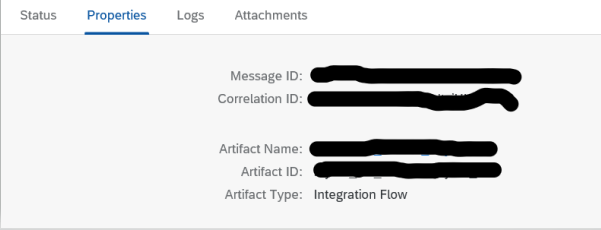 Status Properties Logs Attachments
Message ID:
Correlation ID:
Artifact Name:
Artifact ID:
Artifact Type: Integration Flow